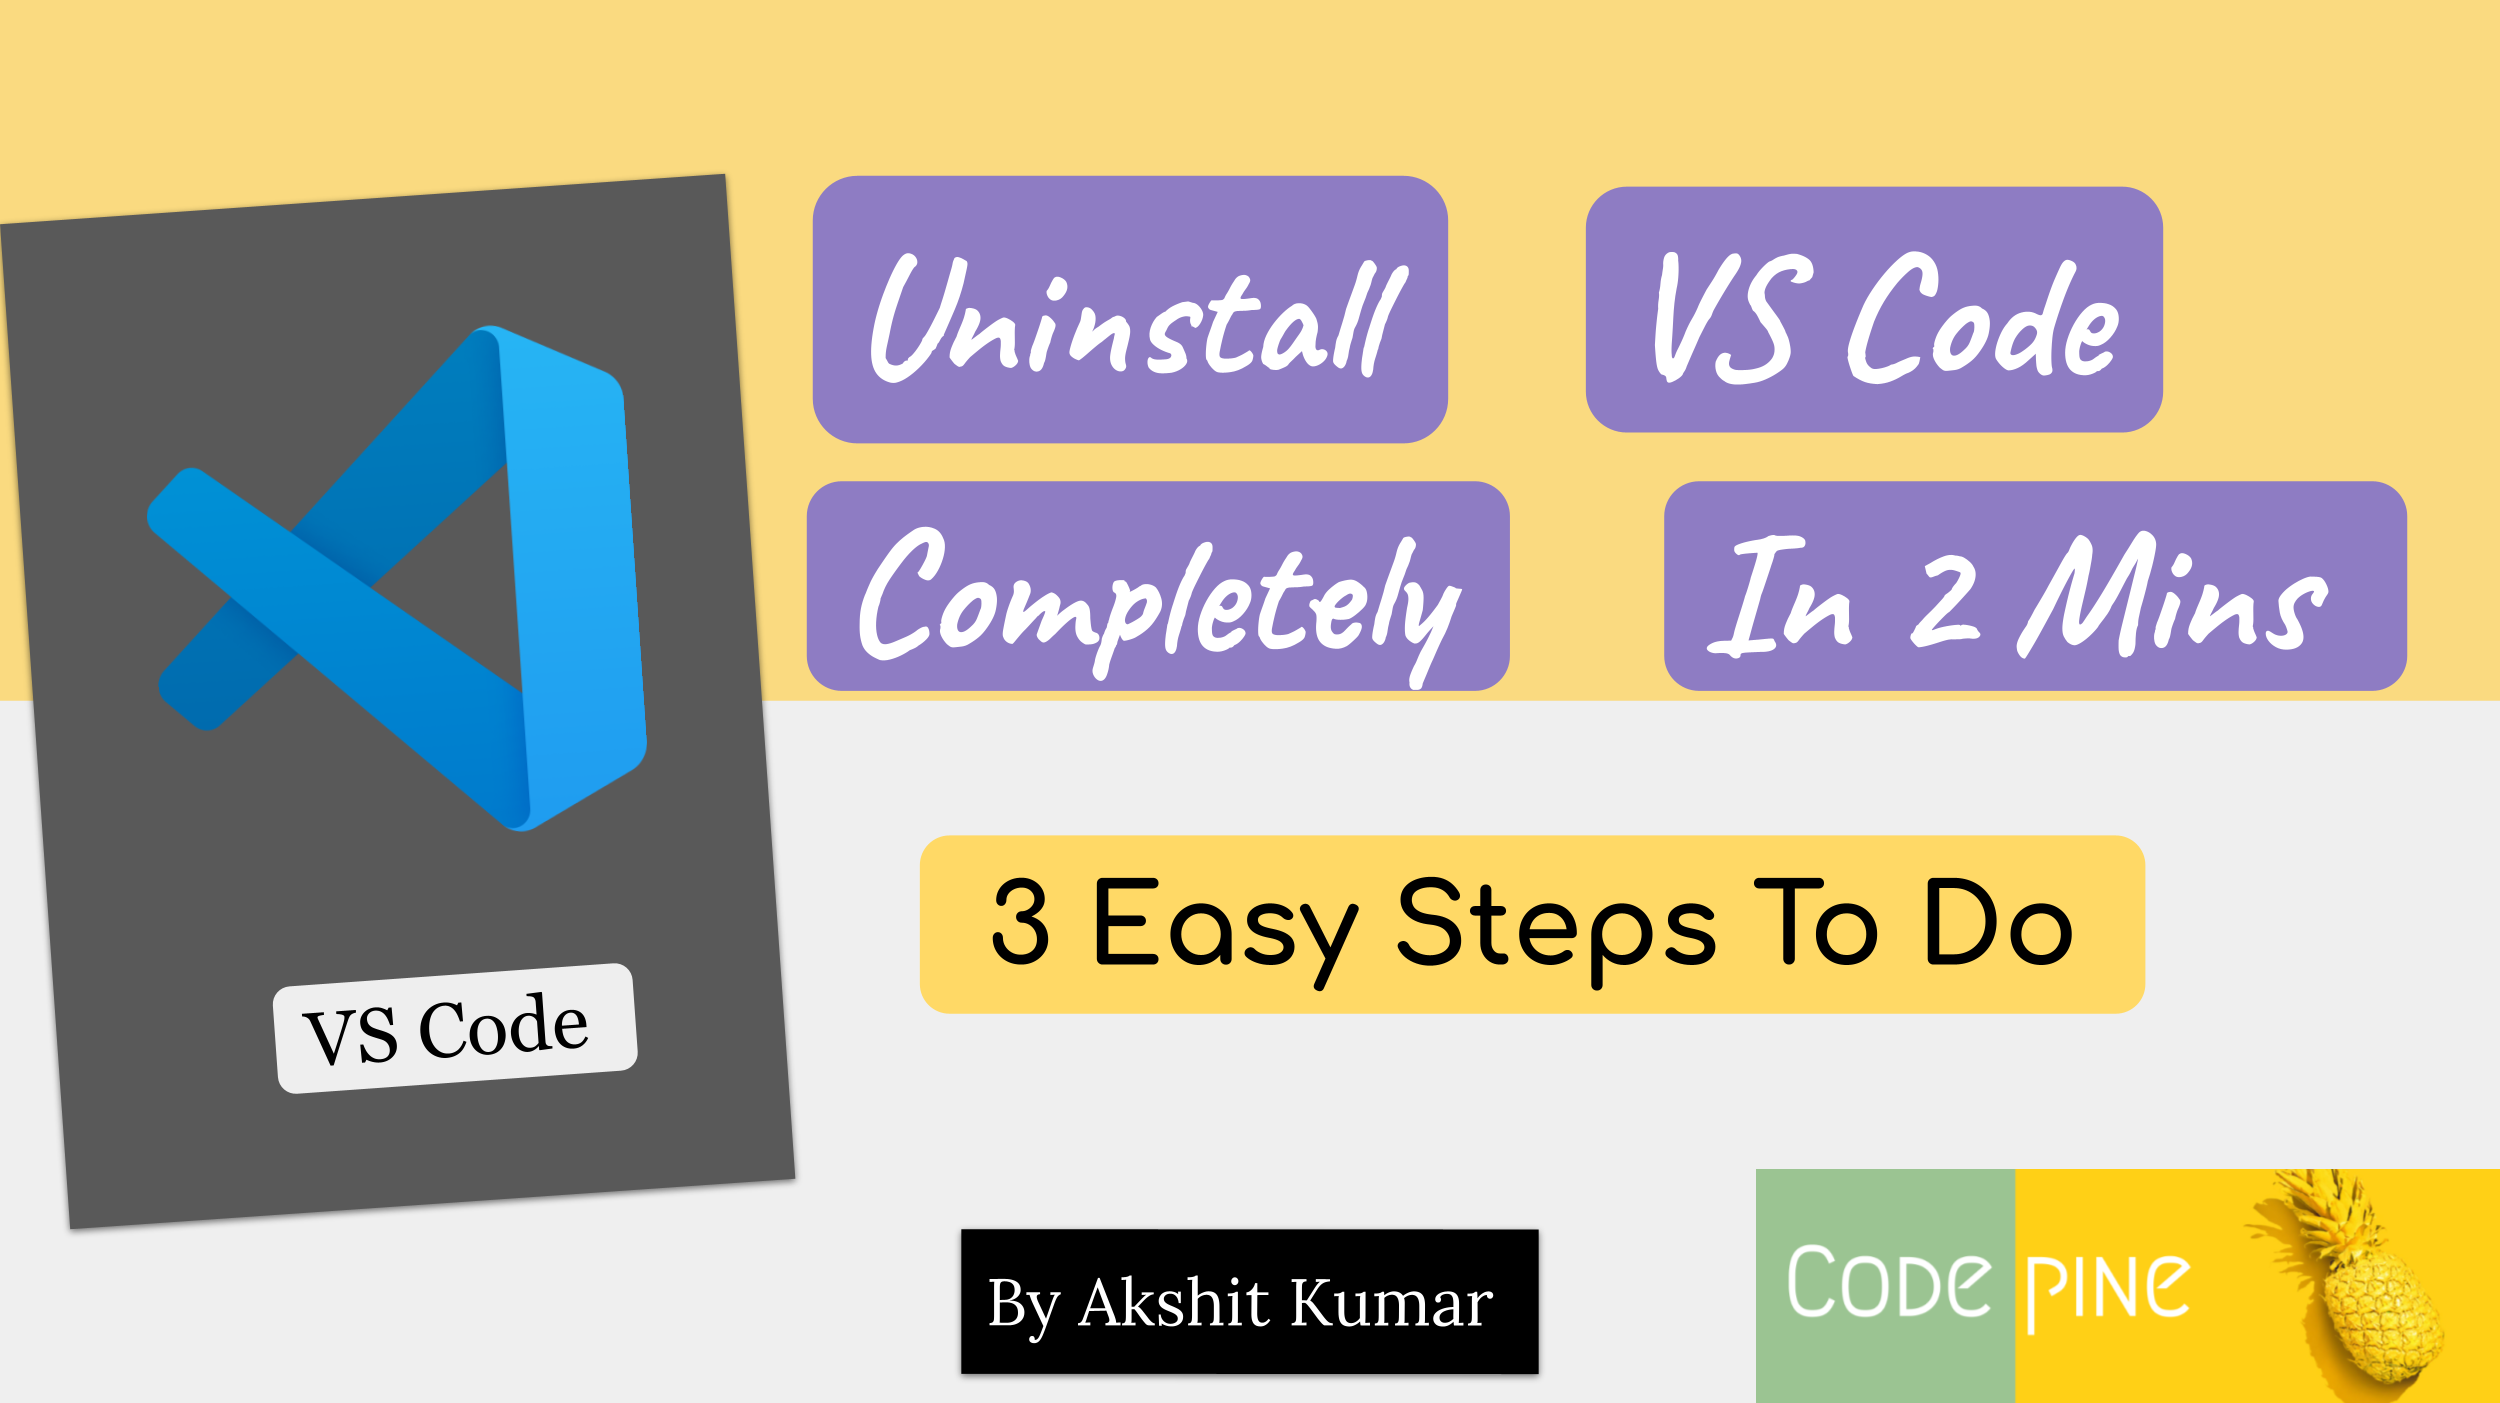 Uninstall VS Code
Completely In 2 Mins
3 Easy Steps To Do
VS Code
By Akshit Kumar
CODE PINE